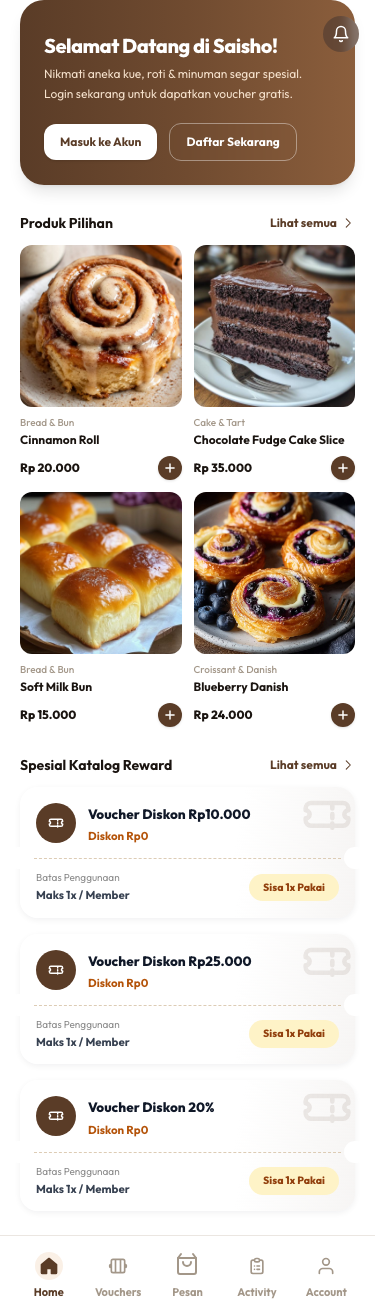 Selamat Datang di Saisho!
Nikmati aneka kue, roti & minuman segar spesial.
Login sekarang untuk dapatkan voucher gratis.
Masuk ke Akun
Daftar Sekarang
Produk Pilihan
Lihat semua
Bread & Bun
Cinnamon Roll
Rp 20.000
Cake & Tart
Chocolate Fudge Cake Slice
Rp 35.000
Bread & Bun
Soft Milk Bun
Rp 15.000
Croissant & Danish
Blueberry Danish
Rp 24.000
Spesial Katalog Reward
Lihat semua
Voucher Diskon Rp10.000
Diskon Rp0
Batas Penggunaan
Maks 1x / Member
Sisa 1x Pakai
Voucher Diskon Rp25.000
Diskon Rp0
Batas Penggunaan
Maks 1x / Member
Sisa 1x Pakai
Voucher Diskon 20%
Diskon Rp0
Batas Penggunaan
Maks 1x / Member
Sisa 1x Pakai
Home
Vouchers
Pesan
Activity
Account